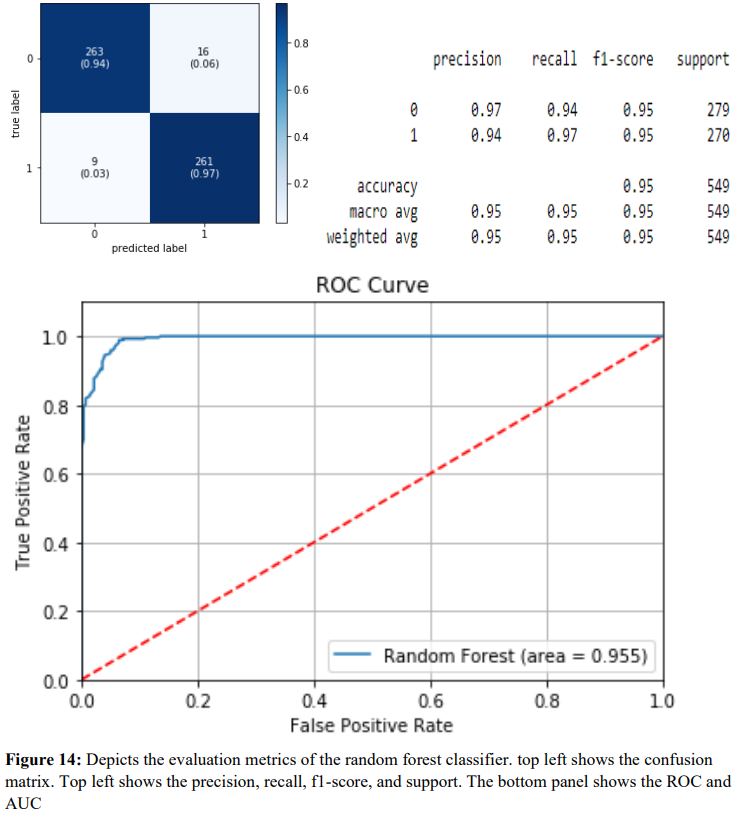 263
(0.94)
16
(0.06)
9
(0.03)
261
(0.97)
0
1
true label
0
1
predicted label
0.8
0.6
0.4
0.2
precision recall f1-score support
0 0.97 0.94 0.95 279
1 0.94 0.97 0.95 270
accuracy 0.95 549
macro avg 0.95 0.95 0.95 549
weighted avg 0.95 0.95 0.95 549
ROC Curve
True Positive Rate
1.0
0.8
0.6
0.4
0.2
0.0
Random Forest (area = 0.955)
0.0 0.2 0.4 0.6 0.8 1.0
False Positive Rate
Figure 14: Depicts the evaluation metrics of the random forest classifier. top left shows the confusion
matrix. Top left shows the precision, recall, f1-score, and support. The bottom panel shows the ROC and
AUC